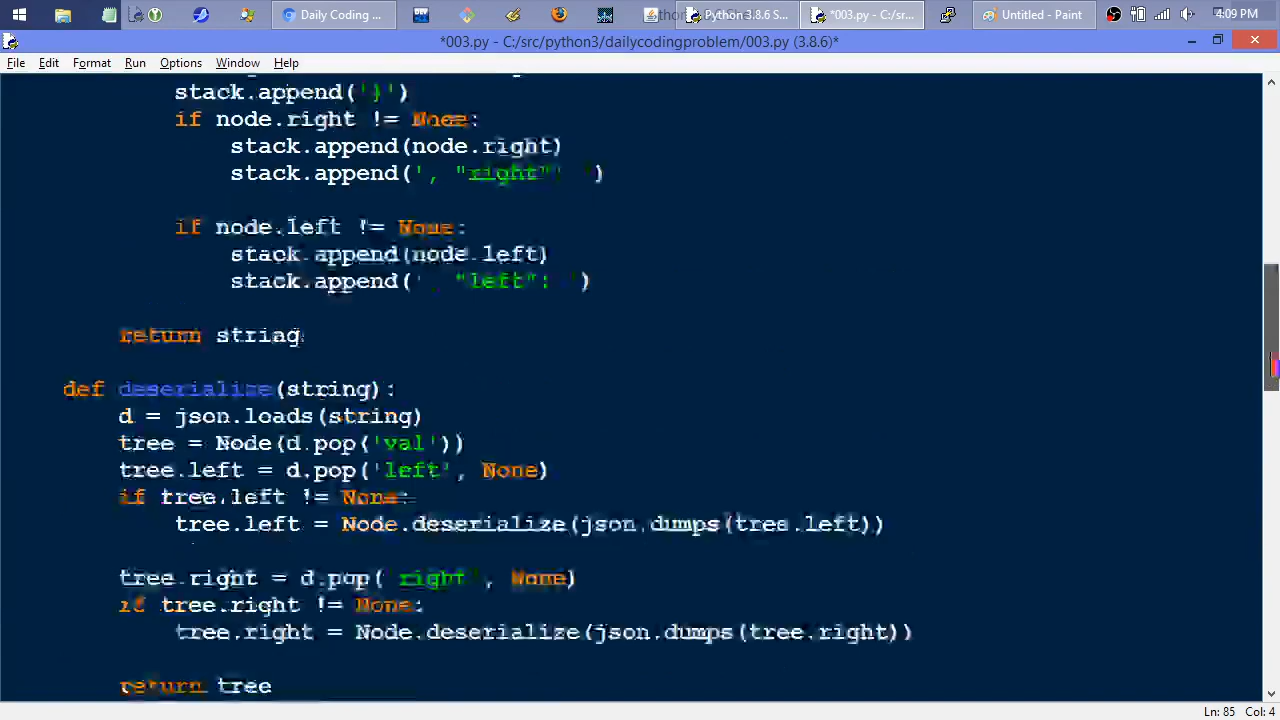 Daily Coding ...
Python 3.8.6 S...
*003.py - C:/sr...
Untitled - Paint
4:09 PM
*003.py - C:/src/python3/dailycodingproblem/003.py (3.8.6)*
File Edit Format Run Options Window Help
stack.append('}')
if node.right != None:
stack.append(node.right)
stack.append(', "right": ')
if node.left != None:
stack.append(node.left)
stack.append(', "left": ')
return string
def deserialize(string):
d = json.loads(string)
tree = Node(d.pop('val'))
tree.left = d.pop('left', None)
if tree.left != None:
tree.left = Node.deserialize(json.dumps(tree.left))
tree.right = d.pop('right', None)
if tree.right != None:
tree.right = Node.deserialize(json.dumps(tree.right))
return tree
Ln: 85 Col: 4